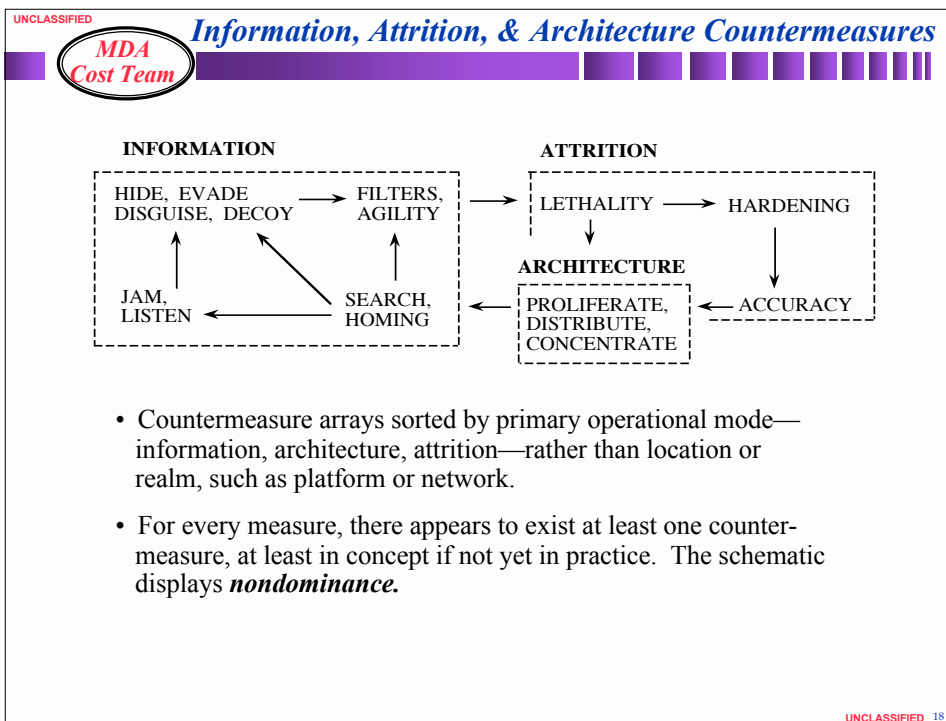 UNCLASSIFIED
Information, Attrition, & Architecture Countermeasures
MDA
Cost Team
INFORMATION
HIDE, EVADE
DISGUISE, DECOY
FILTERS,
AGILITY
JAM,
LISTEN
SEARCH,
HOMING
ATTRITION
LETHALITY
HARDENING
ARCHITECTURE
PROLIFERATE,
DISTRIBUTE,
CONCENTRATE
ACCURACY
• Countermeasure arrays sorted by primary operational mode—
information, architecture, attrition—rather than location or
realm, such as platform or network.
• For every measure, there appears to exist at least one counter-
measure, at least in concept if not yet in practice. The schematic
displays nondominance.
UNCLASSIFIED 18